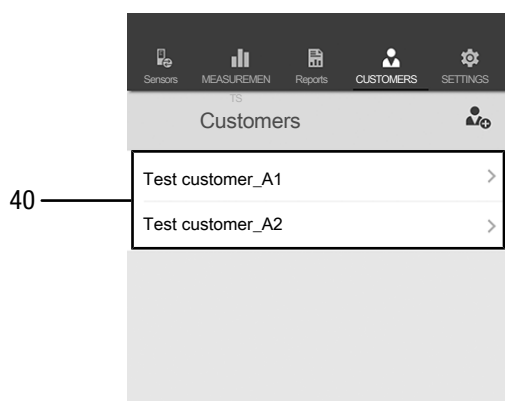 Sensors MEASUREMEN Reports CUSTOMERS SETTINGS
TS
Customers
Test customer_A1
40
Test customer_A2